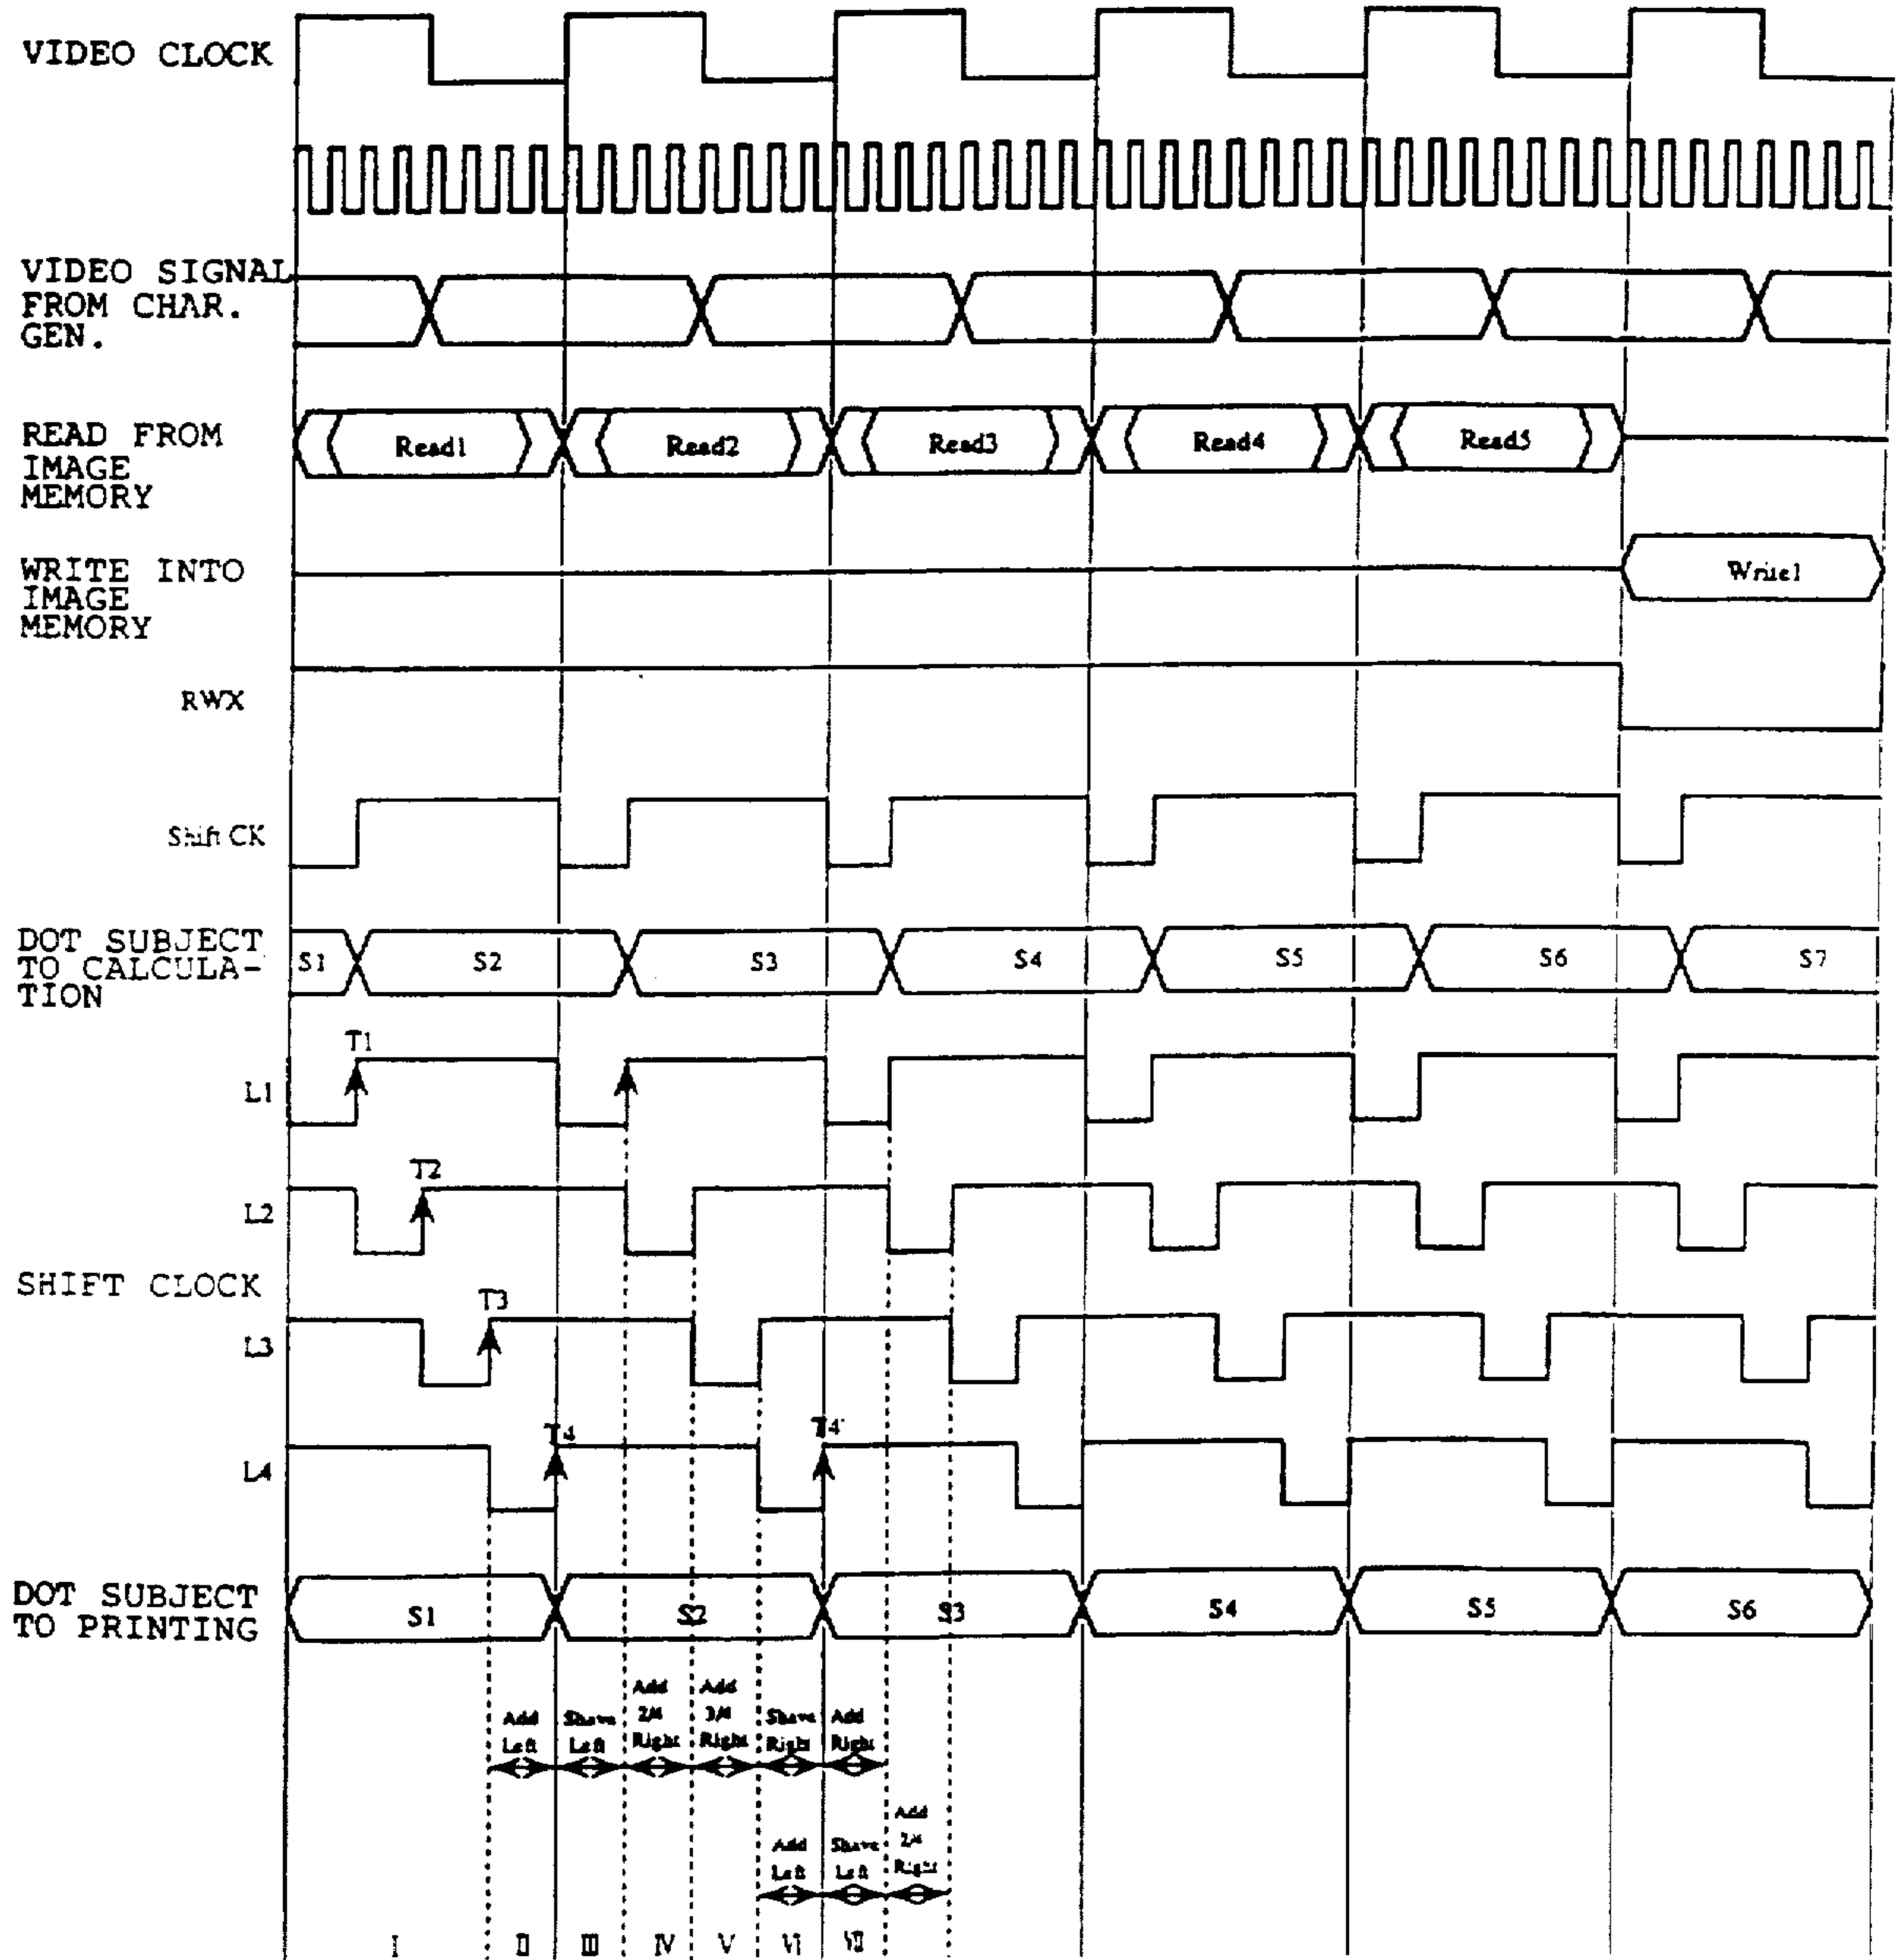 VIDEO CLOCK
VIDEO SIGNAL
FROM CHAR.
GEN.
READ FROM
IMAGE
MEMORY
Read1 Read2 Read3 Read4 Read5
WRITE INTO
IMAGE
MEMORY
Write1
RWX
Shift CK
DOT SUBJECT
TO CALCULA-
TION
S1 S2 S3 S4 S5 S6 S7
T1
L1
T2
L2
SHIFT CLOCK
T3
L3
T4 T4'
L4
DOT SUBJECT
TO PRINTING
S1 S2 S3 S4 S5 S6
Add Left
Shave Left
Add 2/4 Right
Add 3/4 Right
Shave Right
Add Right
Add Left
Shave Left
Add 2/4 Right
I II III IV V VI VII